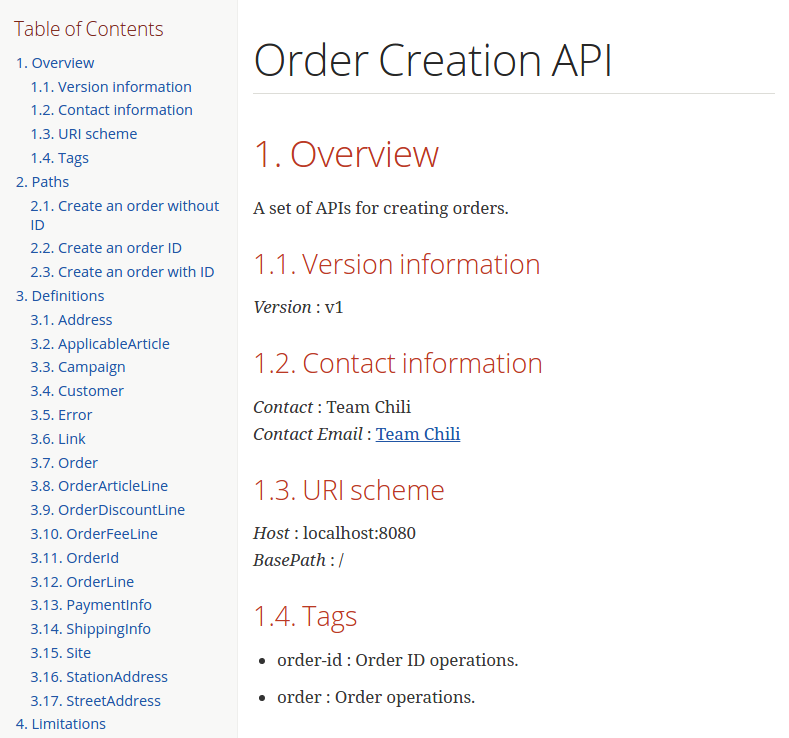 Table of Contents
1. Overview
1.1. Version information
1.2. Contact information
1.3. URI scheme
1.4. Tags
2. Paths
2.1. Create an order without
ID
2.2. Create an order ID
2.3. Create an order with ID
3. Definitions
3.1. Address
3.2. ApplicableArticle
3.3. Campaign
3.4. Customer
3.5. Error
3.6. Link
3.7. Order
3.8. OrderArticleLine
3.9. OrderDiscountLine
3.10. OrderFeeLine
3.11. OrderId
3.12. OrderLine
3.13. PaymentInfo
3.14. ShippingInfo
3.15. Site
3.16. StationAddress
3.17. StreetAddress
4. Limitations
Order Creation API
1. Overview
A set of APIs for creating orders.
1.1. Version information
Version : v1
1.2. Contact information
Contact : Team Chili
Contact Email : Team Chili
1.3. URI scheme
Host : localhost:8080
BasePath : /
1.4. Tags
• order-id : Order ID operations.
• order : Order operations.